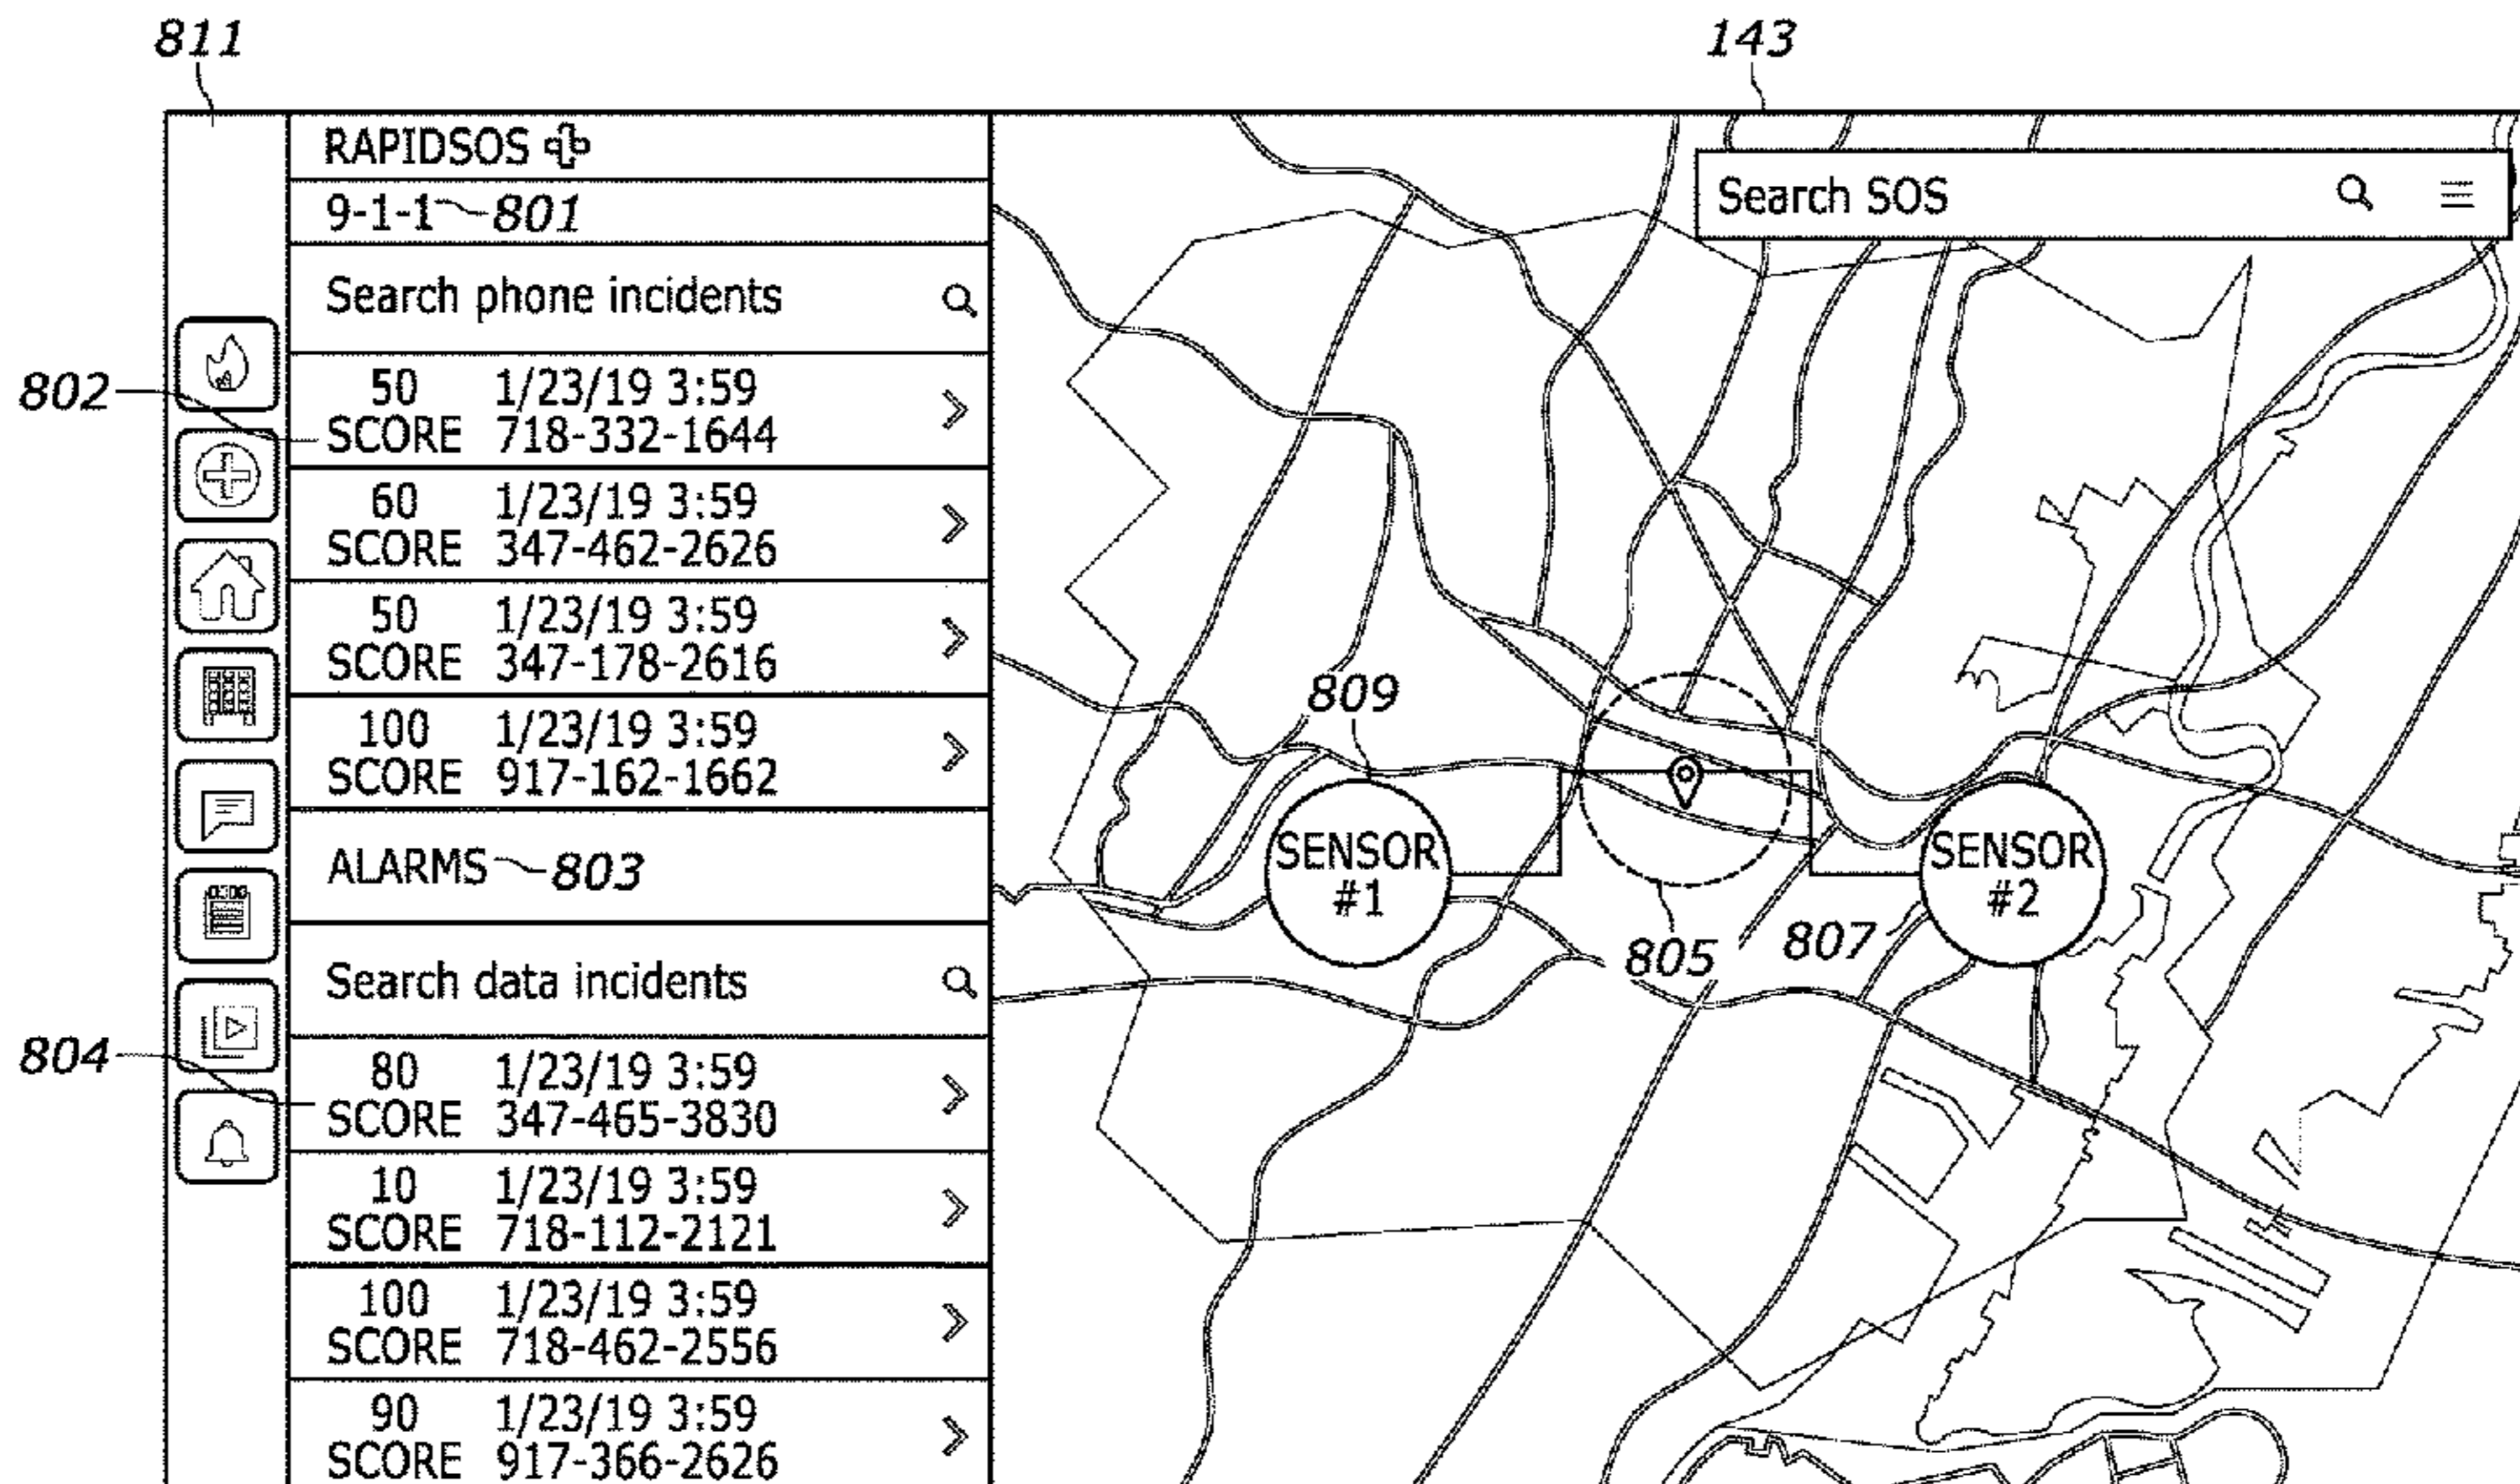 811
143
RAPIDSOS
9-1-1 801
Search SOS
Search phone incidents
802
50 1/23/19 3:59
SCORE 718-332-1644
60 1/23/19 3:59
SCORE 347-462-2626
50 1/23/19 3:59
SCORE 347-178-2616
100 1/23/19 3:59
SCORE 917-162-1662
ALARMS 803
Search data incidents
804
80 1/23/19 3:59
SCORE 347-465-3830
10 1/23/19 3:59
SCORE 718-112-2121
100 1/23/19 3:59
SCORE 718-462-2556
90 1/23/19 3:59
SCORE 917-366-2626
809
SENSOR
#1
805
807
SENSOR
#2